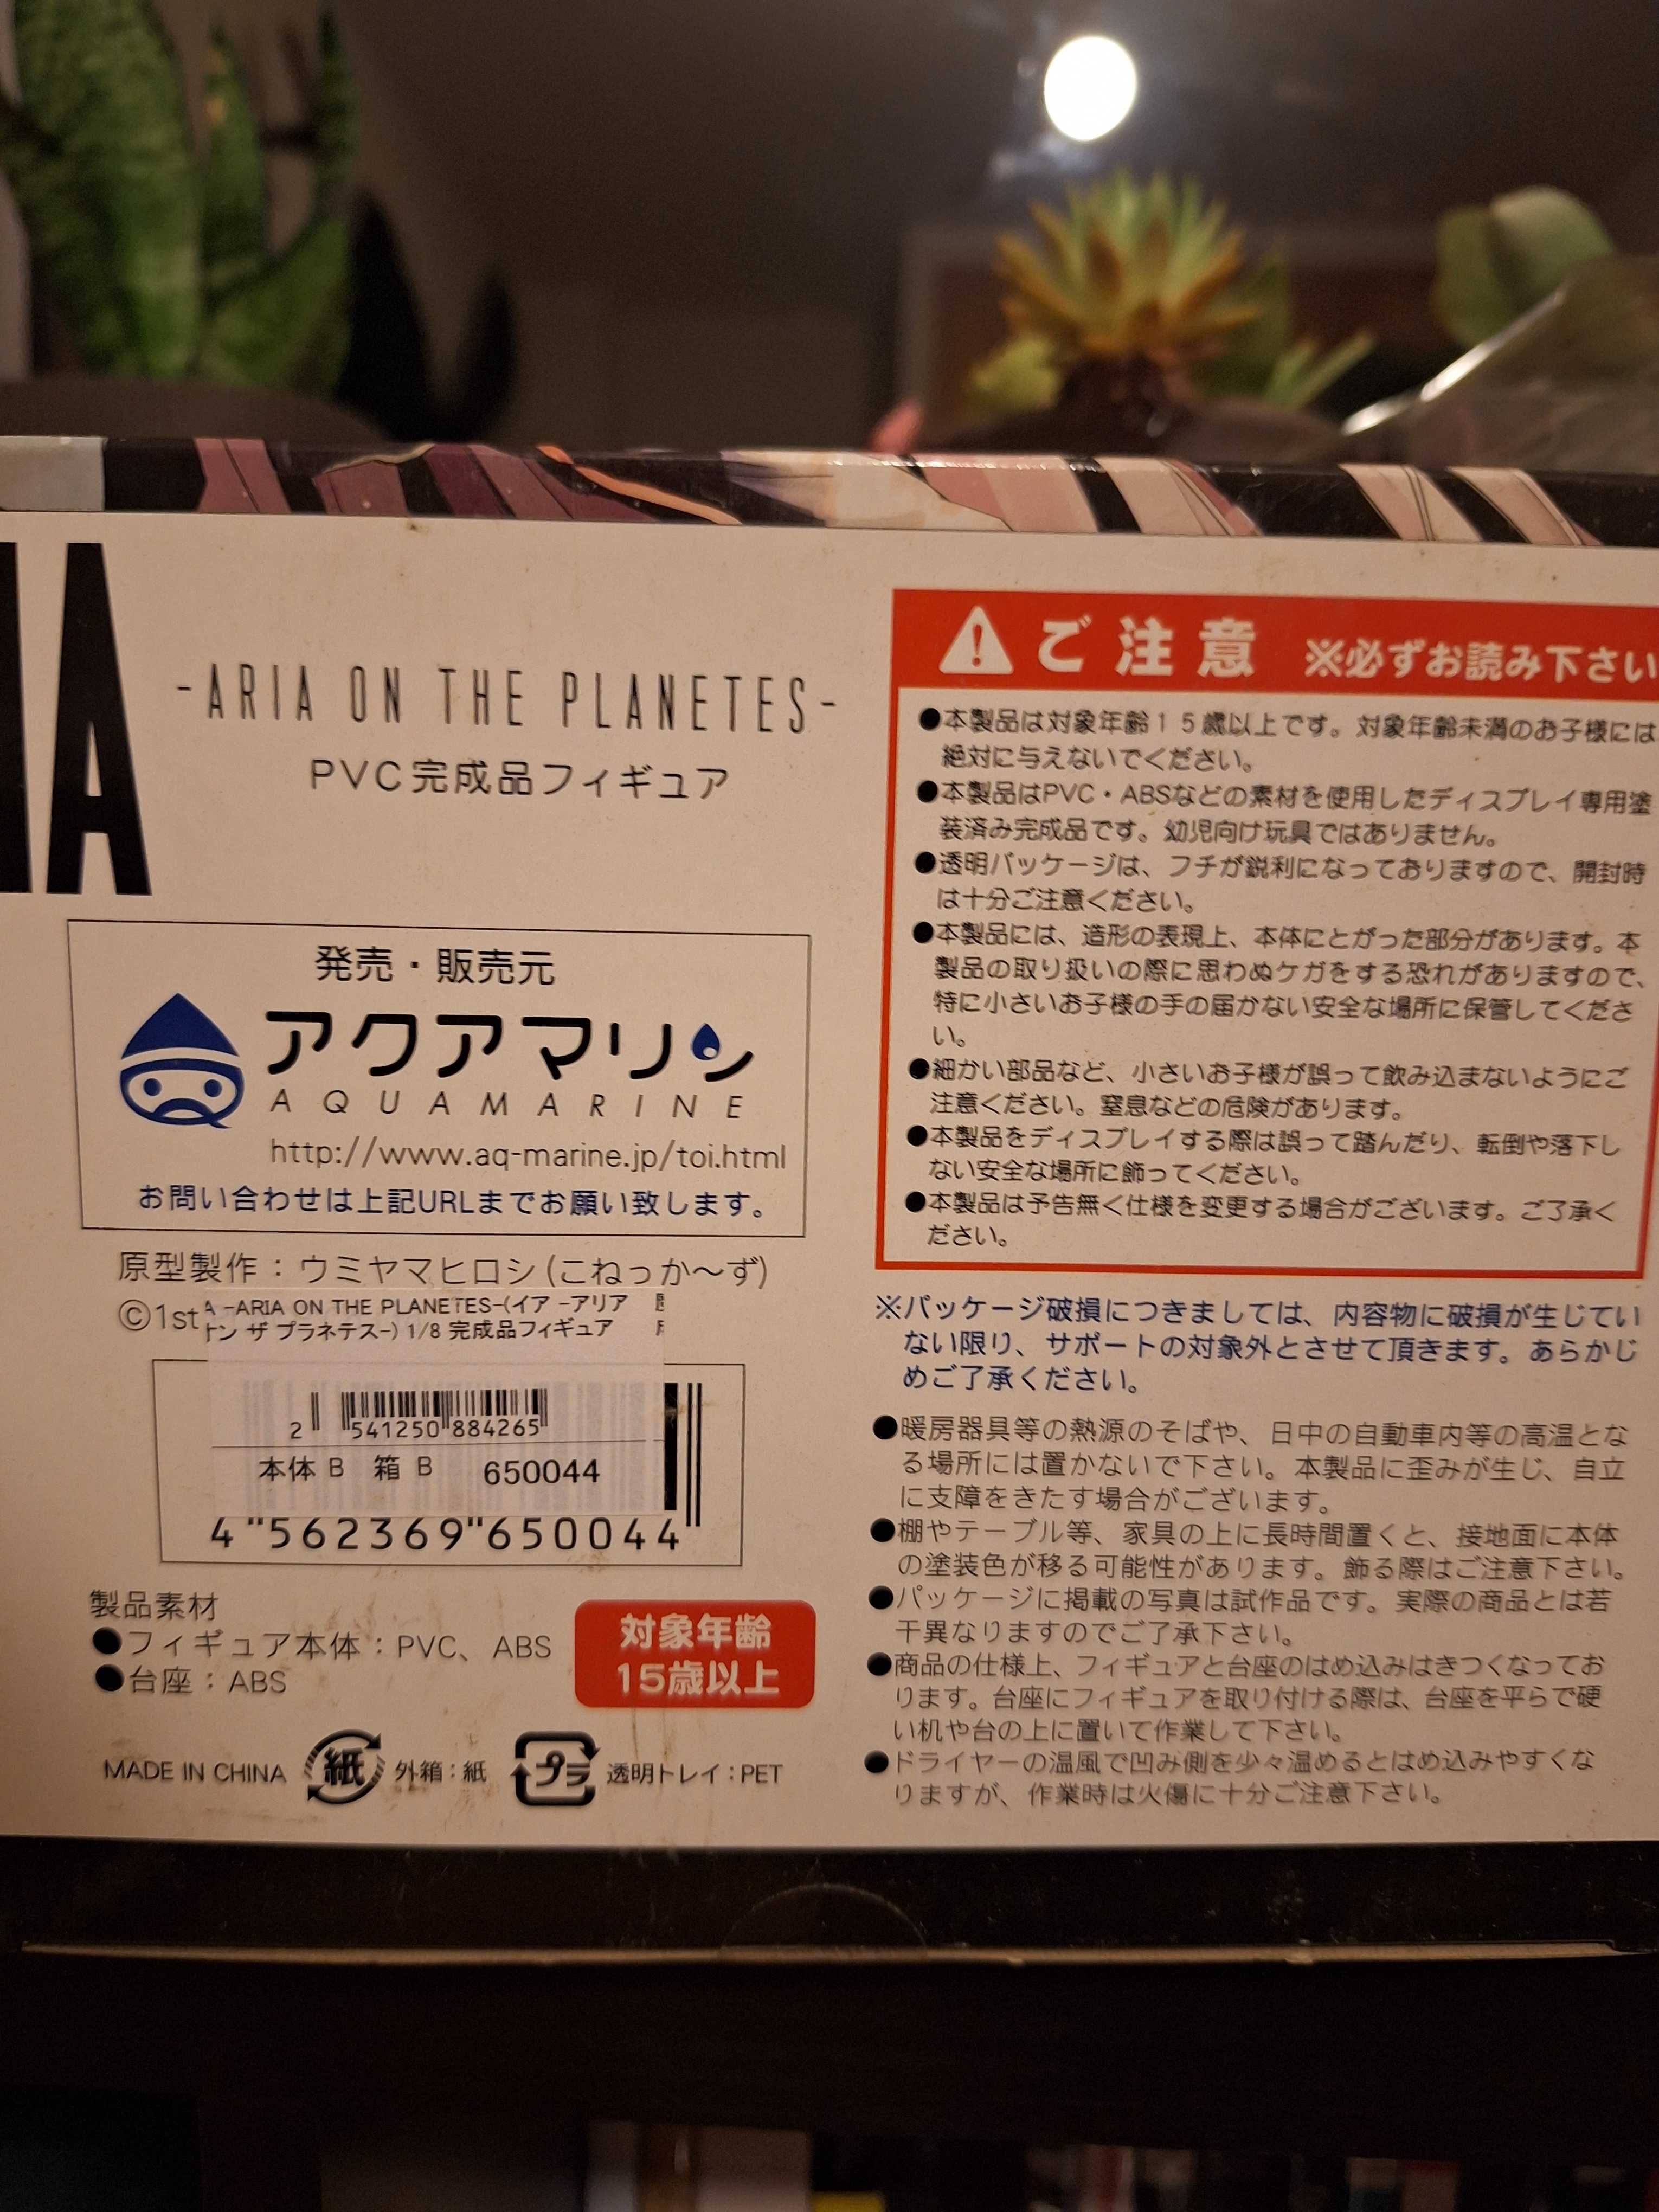 IA
-ARIA ON THE PLANETES-
PVC完成品フィギュア
発売・販売元
アクアマリン
AQUAMARINE
http://www.aq-marine.jp/toi.html
お問い合わせは上記URLまでお願い致します。
原型製作：ウミヤマヒロシ(こねっか〜ず)
©1st
A -ARIA ON THE PLANETES-(イア -アリア
オン ザ プラネテス-) 1/8 完成品フィギュア
2 541250 884265
本体 B 箱 B 650044
4"562369"650044
製品素材
●フィギュア本体：PVC、ABS
●台座：ABS
対象年齢
15歳以上
MADE IN CHINA 紙 外箱：紙 プラ 透明トレイ：PET
ご注意 ※必ずお読み下さい
●本製品は対象年齢15歳以上です。対象年齢未満のお子様には
絶対に与えないでください。
●本製品はPVC・ABSなどの素材を使用したディスプレイ専用塗
装済み完成品です。幼児向け玩具ではありません。
●透明パッケージは、フチが鋭利になっておりますので、開封時
は十分ご注意ください。
●本製品には、造形の表現上、本体にとがった部分があります。本
製品の取り扱いの際に思わぬケガをする恐れがありますので、
特に小さいお子様の手の届かない安全な場所に保管してくださ
い。
●細かい部品など、小さいお子様が誤って飲み込まないようにご
注意ください。窒息などの危険があります。
●本製品をディスプレイする際は誤って踏んだり、転倒や落下し
ない安全な場所に飾ってください。
●本製品は予告無く仕様を変更する場合がございます。ご了承く
ださい。
※パッケージ破損につきましては、内容物に破損が生じてい
ない限り、サポートの対象外とさせて頂きます。あらかじ
めご了承ください。
●暖房器具等の熱源のそばや、日中の自動車内等の高温とな
る場所には置かないで下さい。本製品に歪みが生じ、自立
に支障をきたす場合がございます。
●棚やテーブル等、家具の上に長時間置くと、接地面に本体
の塗装色が移る可能性があります。飾る際はご注意下さい。
●パッケージに掲載の写真は試作品です。実際の商品とは若
干異なりますのでご了承下さい。
●商品の仕様上、フィギュアと台座のはめ込みはきつくなってお
ります。台座にフィギュアを取り付ける際は、台座を平らで硬
い机や台の上に置いて作業して下さい。
●ドライヤーの温風で凹み側を少々温めるとはめ込みやすくな
りますが、作業時は火傷に十分ご注意下さい。